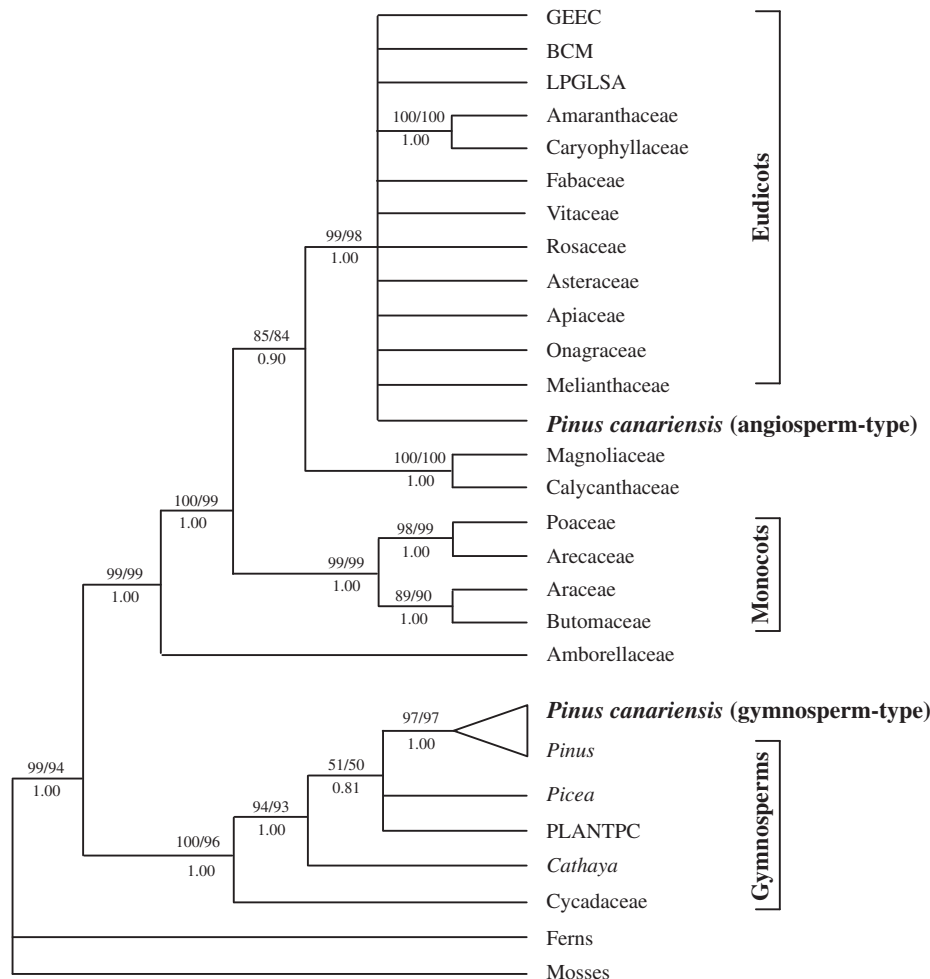 GEEC
BCM
LPGLSA
100/100
1.00
Amaranthaceae
Caryophyllaceae
Fabaceae
Vitaceae
99/98
1.00
Rosaceae
Asteraceae
Apiaceae
85/84
0.90
Onagraceae
Melianthaceae
Eudicots
Pinus canariensis (angiosperm-type)
100/100
1.00
Magnoliaceae
Calycanthaceae
100/99
1.00
98/99
1.00
Poaceae
Arecaceae
99/99
1.00
99/99
1.00
89/90
1.00
Araceae
Butomaceae
Monocots
Amborellaceae
Pinus canariensis (gymnosperm-type)
97/97
1.00
Pinus
99/94
1.00
51/50
0.81
Picea
94/93
1.00
PLANTPC
100/96
1.00
Cathaya
Cycadaceae
Gymnosperms
Ferns
Mosses